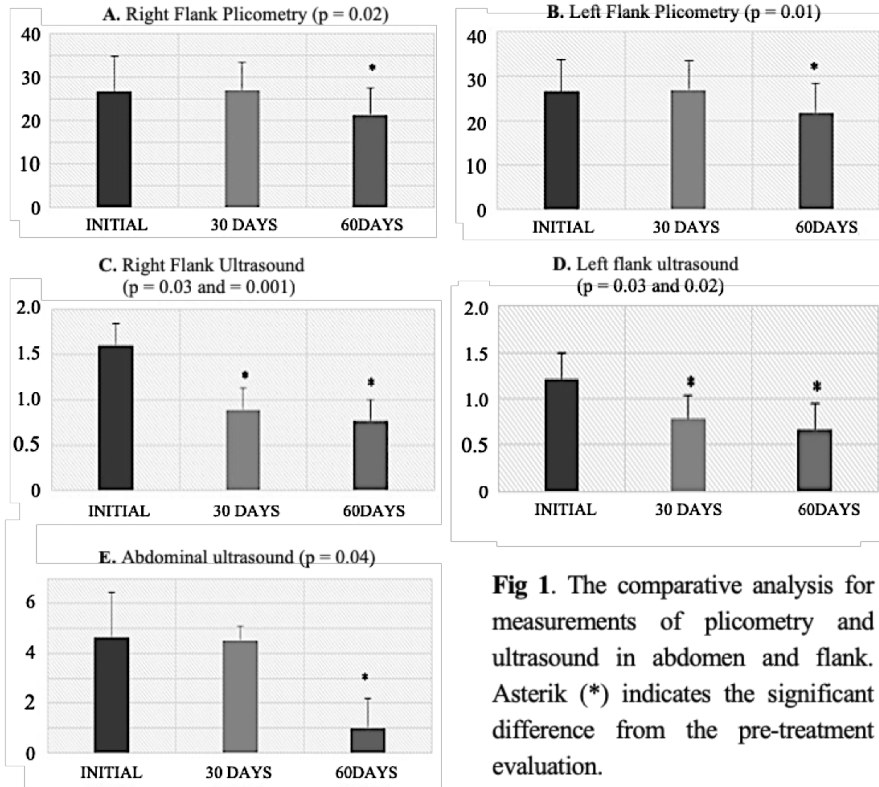 A. Right Flank Plicometry (p = 0.02)
40
30
20
10
0
INITIAL 30 DAYS 60DAYS
B. Left Flank Plicometry (p = 0.01)
40
30
20
10
0
*
*
INITIAL 30 DAYS 60DAYS
C. Right Flank Ultrasound
(p = 0.03 and = 0.001)
2.0
1.5
1.0
0.5
0
* *
INITIAL 30 DAYS 60DAYS
D. Left flank ultrasound
(p = 0.03 and 0.02)
2.0
1.5
1.0
0.5
0
* *
INITIAL 30 DAYS 60DAYS
E. Abdominal ultrasound (p = 0.04)
6
4
2
0
*
INITIAL 30 DAYS 60DAYS
Fig 1. The comparative analysis for
measurements of plicometry and
ultrasound in abdomen and flank.
Asterik (*) indicates the significant
difference from the pre-treatment
evaluation.